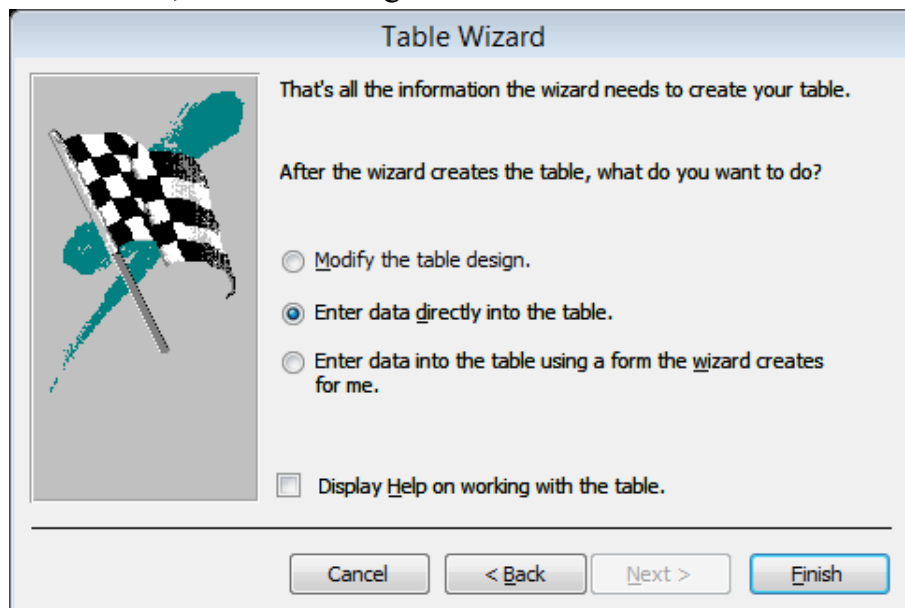 Table Wizard
That's all the information the wizard needs to create your table.
After the wizard creates the table, what do you want to do?
Modify the table design.
Enter data directly into the table.
Enter data into the table using a form the wizard creates
for me.
Display Help on working with the table.
Cancel
< Back
Next >
Finish